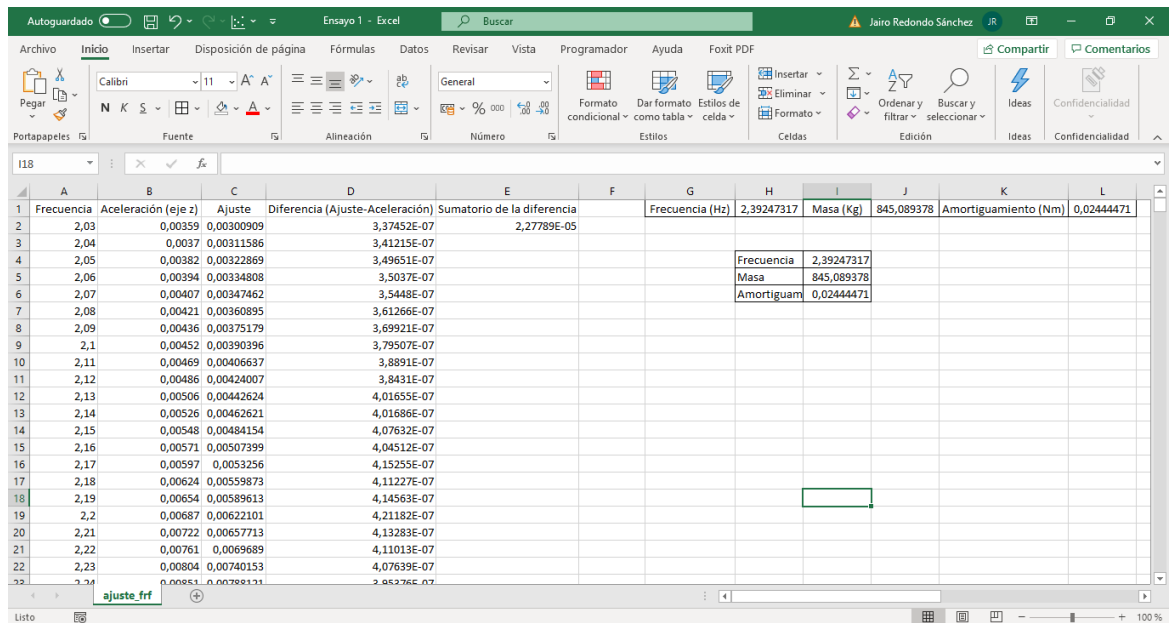 Autoguardado Ensayo 1 - Excel Buscar Jairo Redondo Sánchez JR
Archivo Inicio Insertar Disposición de página Fórmulas Datos Revisar Vista Programador Ayuda Foxit PDF Compartir Comentarios
Pegar Calibri 11 A^ A˅ ab General Formato condicional Dar formato como tabla Estilos de celda Insertar Eliminar Formato Ordenar y filtrar Buscar y seleccionar Ideas Confidencialidad
N K S A % 000
Portapapeles Fuente Alineación Número Estilos Celdas Edición Ideas Confidencialidad
I18 fx
A B C D E F G H I J K L
1 Frecuencia Aceleración (eje z) Ajuste Diferencia (Ajuste-Aceleración) Sumatorio de la diferencia Frecuencia (Hz) 2,39247317 Masa (Kg) 845,089378 Amortiguamiento (Nm) 0,02444471
2 2,03 0,00359 0,00300909 3,37452E-07 2,27789E-05
3 2,04 0,0037 0,00311586 3,41215E-07
4 2,05 0,00382 0,00322869 3,49651E-07 Frecuencia 2,39247317
5 2,06 0,00394 0,00334808 3,5037E-07 Masa 845,089378
6 2,07 0,00407 0,00347462 3,5448E-07 Amortiguam 0,02444471
7 2,08 0,00421 0,00360895 3,61266E-07
8 2,09 0,00436 0,00375179 3,69921E-07
9 2,1 0,00452 0,00390396 3,79507E-07
10 2,11 0,00469 0,00406637 3,8891E-07
11 2,12 0,00486 0,00424007 3,8431E-07
12 2,13 0,00506 0,00442624 4,01655E-07
13 2,14 0,00526 0,00462621 4,01686E-07
14 2,15 0,00548 0,00484154 4,07632E-07
15 2,16 0,00571 0,00507399 4,04512E-07
16 2,17 0,00597 0,0053256 4,15255E-07
17 2,18 0,00624 0,00559873 4,11227E-07
18 2,19 0,00654 0,00589613 4,14563E-07
19 2,2 0,00687 0,00622101 4,21182E-07
20 2,21 0,00722 0,00657713 4,13283E-07
21 2,22 0,00761 0,0069689 4,11013E-07
22 2,23 0,00804 0,00740153 4,07639E-07
23 2,24 0,00851 0,00788121 3,95376E-07
ajuste_frf
Listo 100 %